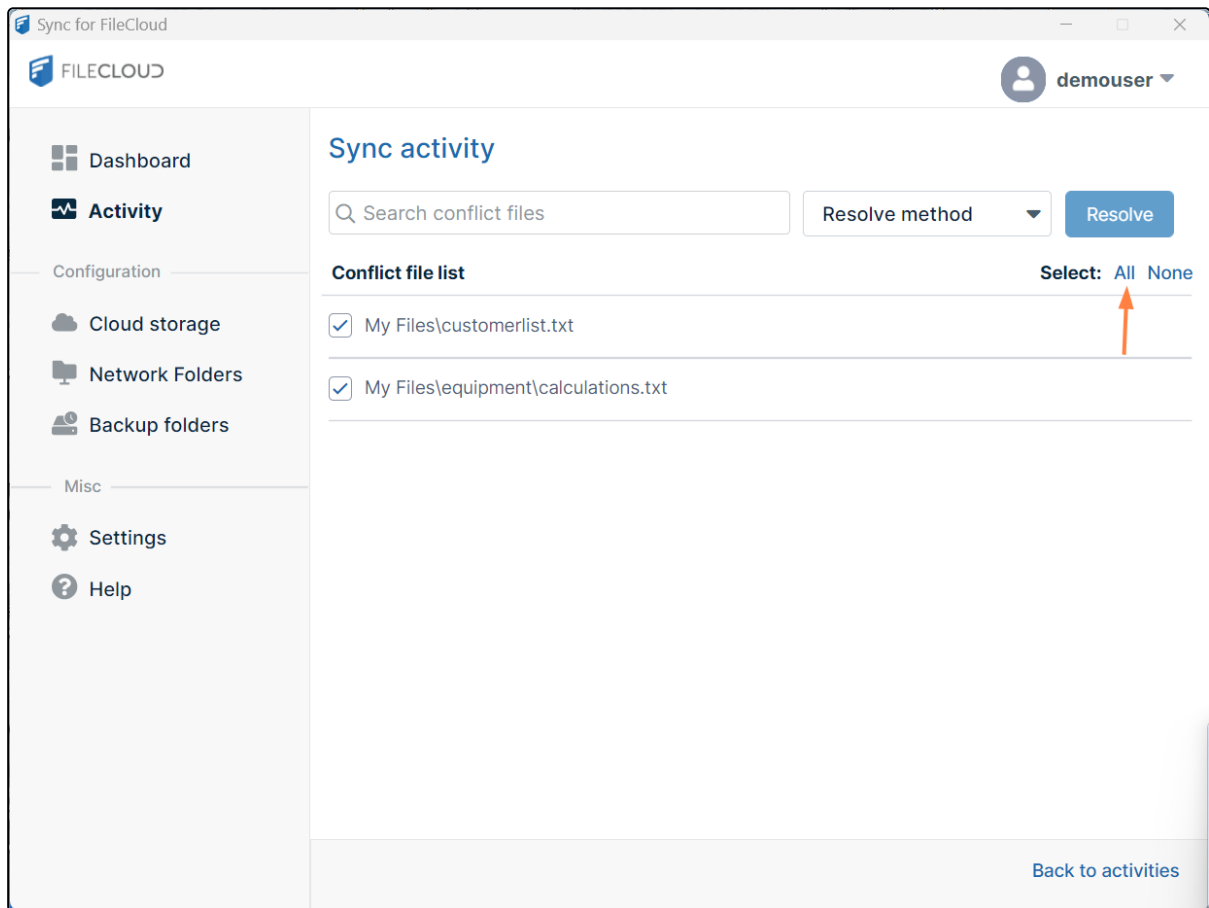 Sync for FileCloud
FILECLOUD
demouser
Dashboard
Activity
Configuration
Cloud storage
Network Folders
Backup folders
Misc
Settings
Help
Sync activity
Search conflict files
Resolve method
Resolve
Conflict file list
Select: All None
My Files\customerlist.txt
My Files\equipment\calculations.txt
Back to activities